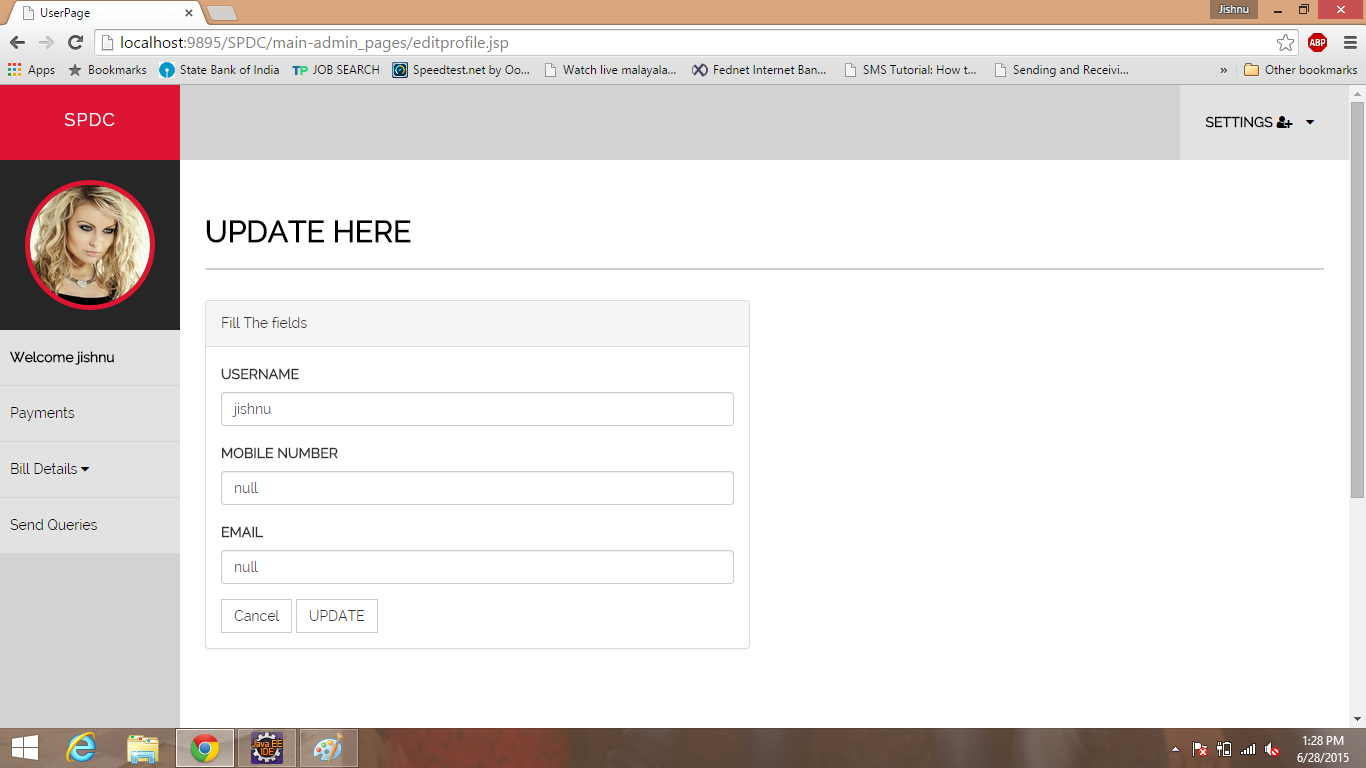 UserPage
Jishnu
localhost:9895/SPDC/main-admin_pages/editprofile.jsp
ABP
Apps
Bookmarks
State Bank of India
TP JOB SEARCH
Speedtest.net by Oo...
Watch live malayala...
Fednet Internet Ban...
SMS Tutorial: How t...
Sending and Receivi...
»
Other bookmarks
SPDC
SETTINGS
UPDATE HERE
Fill The fields
USERNAME
jishnu
MOBILE NUMBER
null
EMAIL
null
Cancel
UPDATE
Welcome jishnu
Payments
Bill Details
Send Queries
Java EE
IDE
1:28 PM
6/28/2015